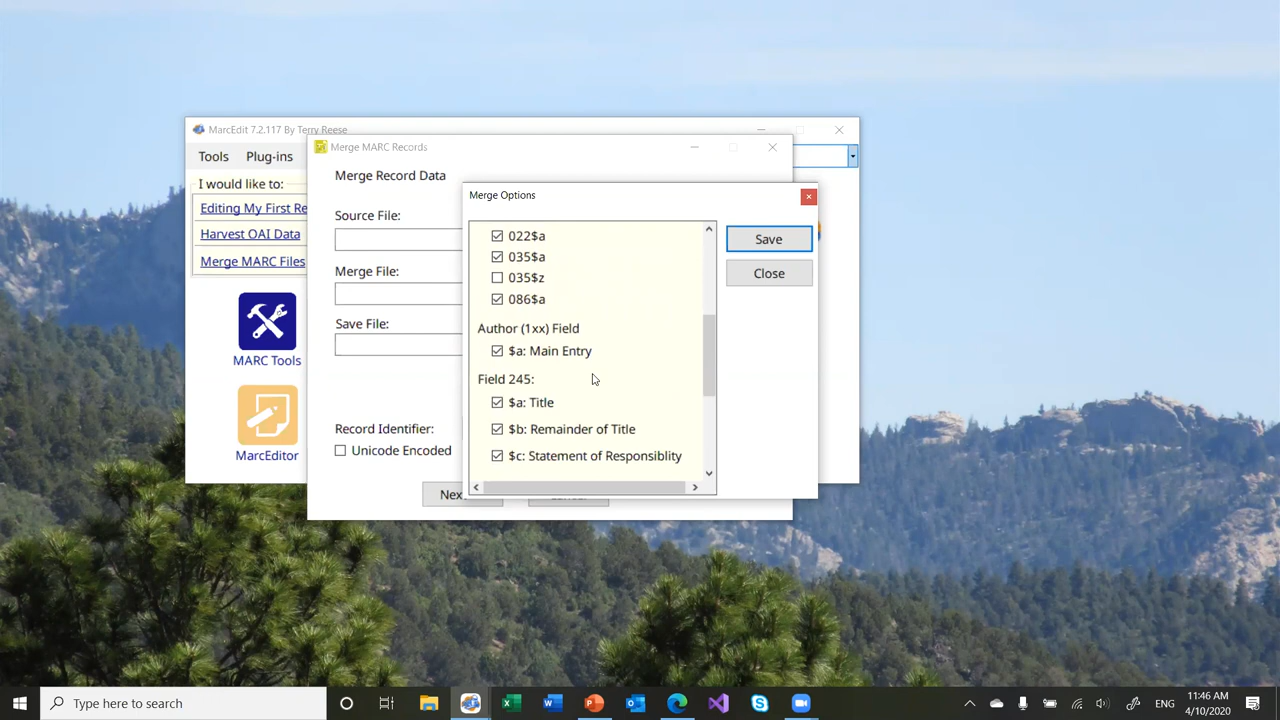 MarcEdit 7.2.117 By Terry Reese
Tools Plug-ins
I would like to:
Editing My First Re
Harvest OAI Data
Merge MARC Files
MARC Tools
MarcEditor
Merge MARC Records
Merge Record Data
Source File:
Merge File:
Save File:
Record Identifier:
Unicode Encoded
Nex
Merge Options
022$a
035$a
035$z
086$a
Author (1xx) Field
$a: Main Entry
Field 245:
$a: Title
$b: Remainder of Title
$c: Statement of Responsiblity
Save
Close
Type here to search
ENG
11:46 AM
4/10/2020